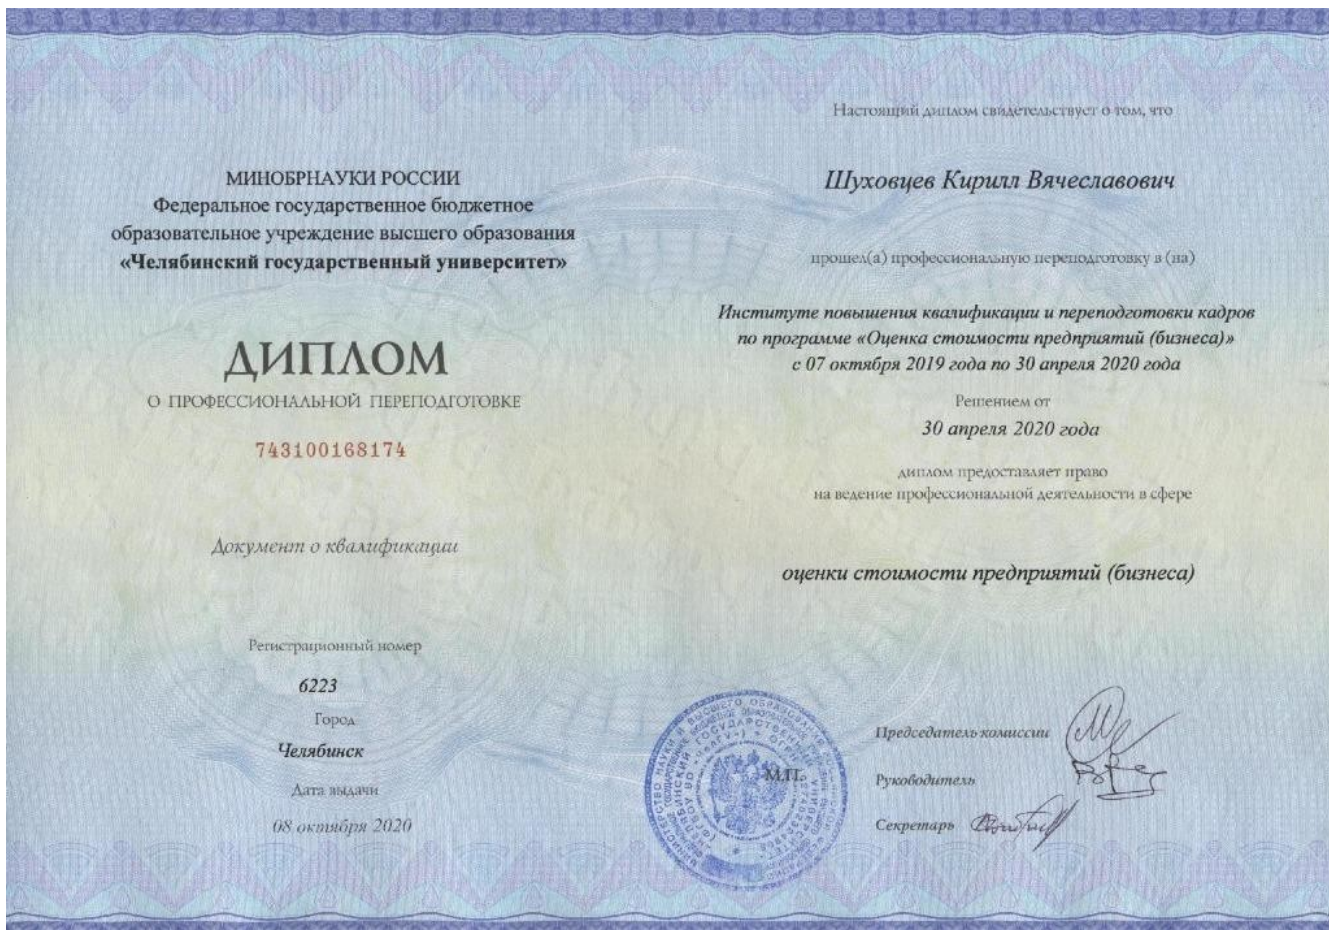 МИНОБРНАУКИ РОССИИ
Федеральное государственное бюджетное
образовательное учреждение высшего образования
«Челябинский государственный университет»
ДИПЛОМ
О ПРОФЕССИОНАЛЬНОЙ ПЕРЕПОДГОТОВКЕ
743100168174
Документ о квалификации
Регистрационный номер
6223
Город
Челябинск
Дата выдачи
08 октября 2020
Настоящий диплом свидетельствует о том, что
Шуховцев Кирилл Вячеславович
прошел(а) профессиональную переподготовку в (на)
Институте повышения квалификации и переподготовки кадров
по программе «Оценка стоимости предприятий (бизнеса)»
с 07 октября 2019 года по 30 апреля 2020 года
Решением от
30 апреля 2020 года
диплом предоставляет право
на ведение профессиональной деятельности в сфере
оценки стоимости предприятий (бизнеса)
М.П.
Председатель комиссии
Руководитель
Секретарь